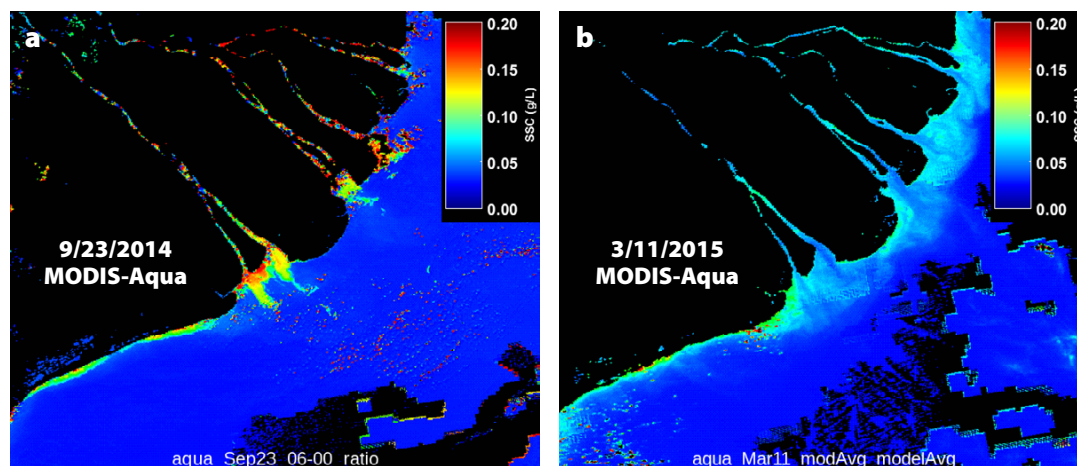 a
0.20
0.15
0.10
0.05
0.00
SSC (g/L)
9/23/2014
MODIS-Aqua
aqua Sep23 06-00 ratio
b
0.20
0.15
0.10
0.05
0.00
SSC (g/L)
3/11/2015
MODIS-Aqua
aqua Mar11 modAvg modelAvg